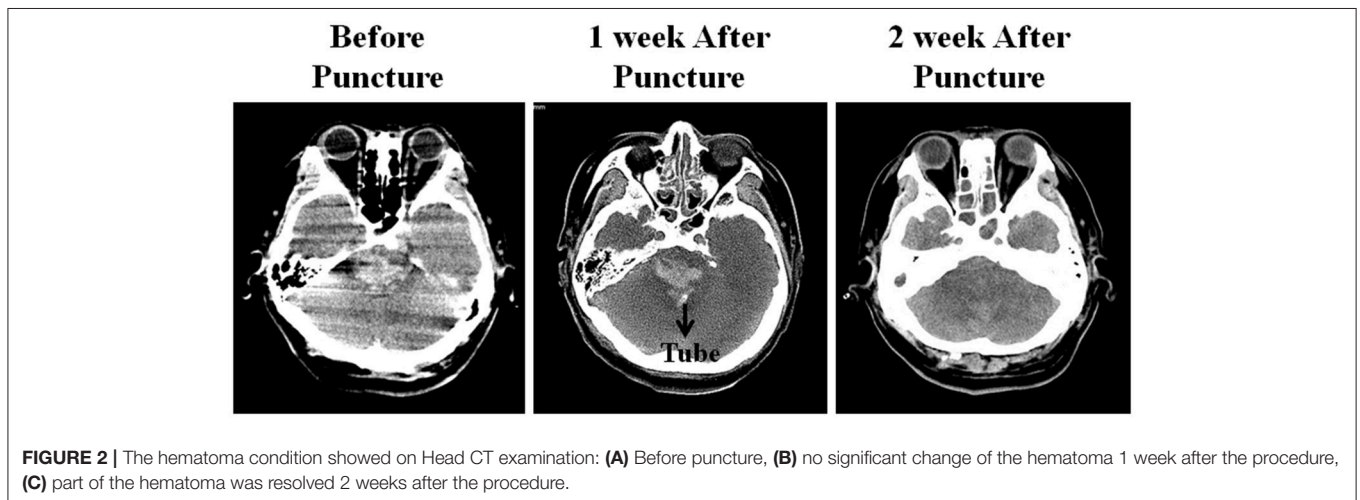 Before
Puncture
1 week After
Puncture
2 week After
Puncture
mm
Tube
FIGURE 2 | The hematoma condition showed on Head CT examination: (A) Before puncture, (B) no significant change of the hematoma 1 week after the procedure,
(C) part of the hematoma was resolved 2 weeks after the procedure.